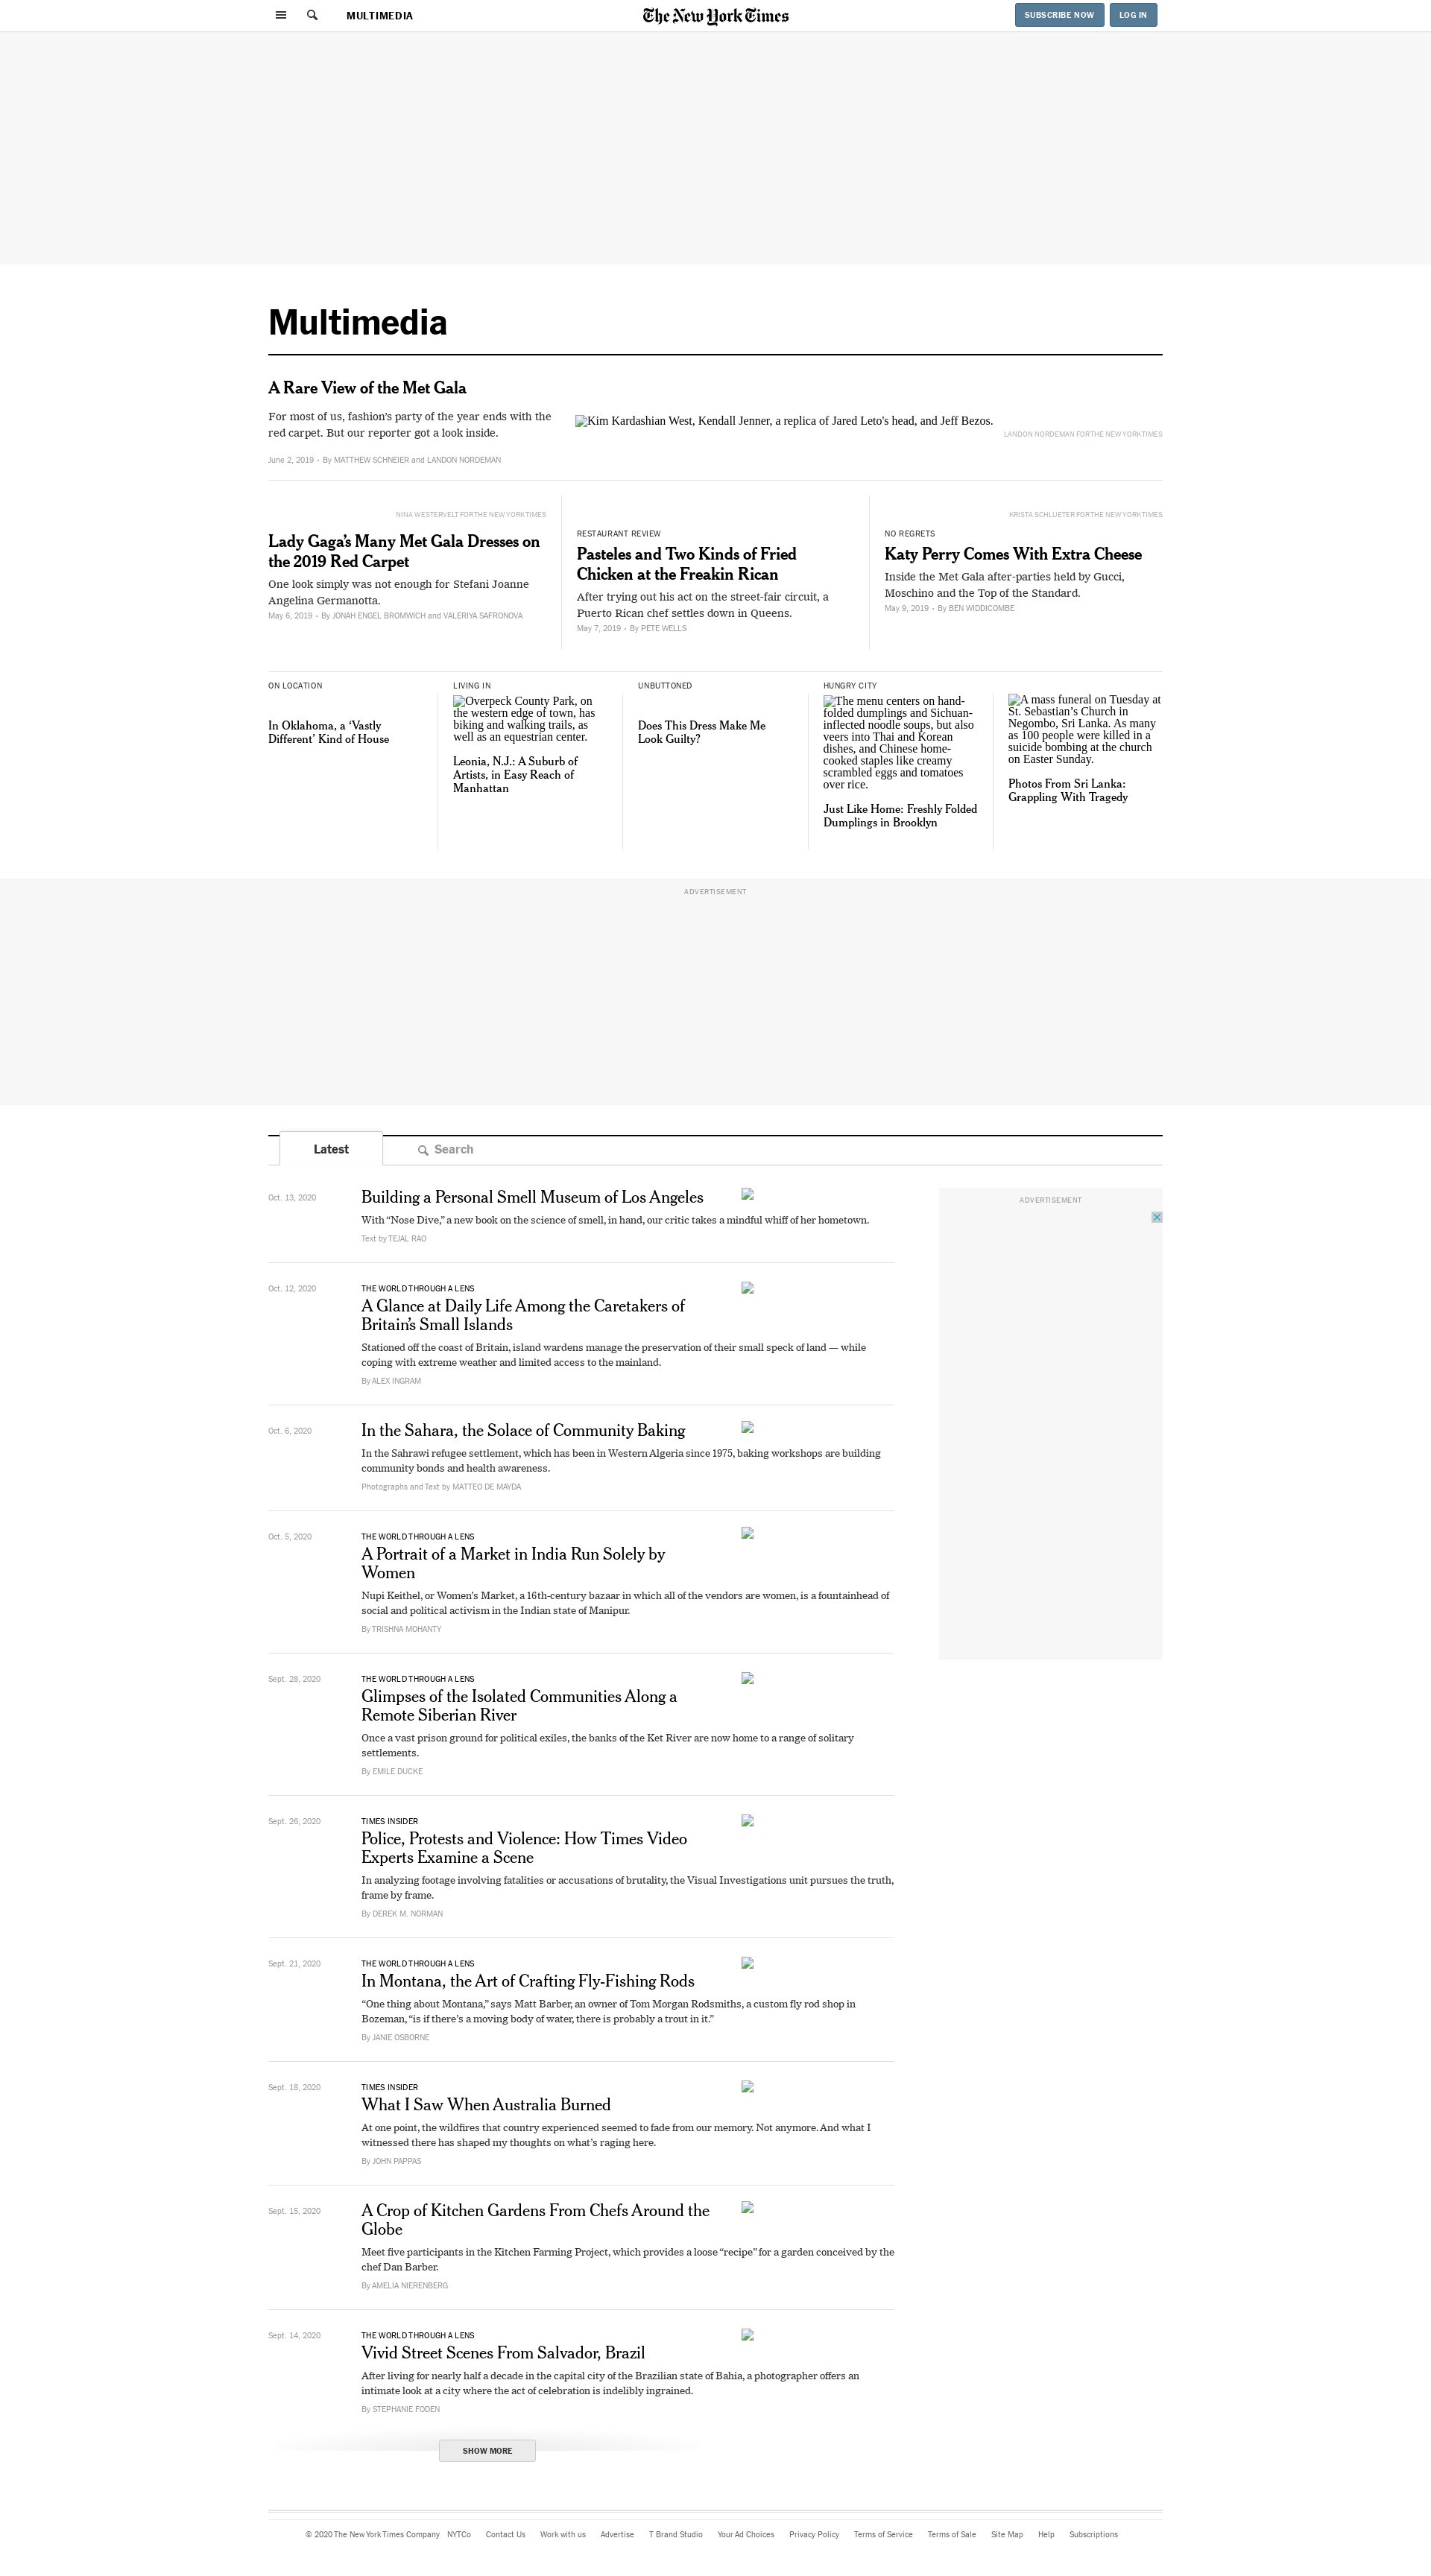 MULTIMEDIA
The New York Times
SUBSCRIBE NOW
LOG IN
Multimedia
A Rare View of the Met Gala
For most of us, fashion’s party of the year ends with the
red carpet. But our reporter got a look inside.
Kim Kardashian West, Kendall Jenner, a replica of Jared Leto's head, and Jeff Bezos.
LANDON NORDEMAN FOR THE NEW YORK TIMES
June 2, 2019 • By MATTHEW SCHNEIER and LANDON NORDEMAN
NINA WESTERVELT FOR THE NEW YORK TIMES
Lady Gaga’s Many Met Gala Dresses on
the 2019 Red Carpet
One look simply was not enough for Stefani Joanne
Angelina Germanotta.
May 6, 2019 • By JONAH ENGEL BROMWICH and VALERIYA SAFRONOVA
RESTAURANT REVIEW
Pasteles and Two Kinds of Fried
Chicken at the Freakin Rican
After trying out his act on the street-fair circuit, a
Puerto Rican chef settles down in Queens.
May 7, 2019 • By PETE WELLS
KRISTA SCHLUETER FOR THE NEW YORK TIMES
NO REGRETS
Katy Perry Comes With Extra Cheese
Inside the Met Gala after-parties held by Gucci,
Moschino and the Top of the Standard.
May 9, 2019 • By BEN WIDDICOMBE
ON LOCATION
In Oklahoma, a ‘Vastly
Different’ Kind of House
LIVING IN
Overpeck County Park, on
the western edge of town, has
biking and walking trails, as
well as an equestrian center.
Leonia, N.J.: A Suburb of
Artists, in Easy Reach of
Manhattan
UNBUTTONED
Does This Dress Make Me
Look Guilty?
HUNGRY CITY
The menu centers on hand-
folded dumplings and Sichuan-
inflected noodle soups, but also
veers into Thai and Korean
dishes, and Chinese home-
cooked staples like creamy
scrambled eggs and tomatoes
over rice.
Just Like Home: Freshly Folded
Dumplings in Brooklyn
A mass funeral on Tuesday at
St. Sebastian’s Church in
Negombo, Sri Lanka. As many
as 100 people were killed in a
suicide bombing at the church
on Easter Sunday.
Photos From Sri Lanka:
Grappling With Tragedy
ADVERTISEMENT
Latest
Search
ADVERTISEMENT
Oct. 13, 2020
Building a Personal Smell Museum of Los Angeles
With “Nose Dive,” a new book on the science of smell, in hand, our critic takes a mindful whiff of her hometown.
Text by TEJAL RAO
Oct. 12, 2020
THE WORLD THROUGH A LENS
A Glance at Daily Life Among the Caretakers of
Britain’s Small Islands
Stationed off the coast of Britain, island wardens manage the preservation of their small speck of land — while
coping with extreme weather and limited access to the mainland.
By ALEX INGRAM
Oct. 6, 2020
In the Sahara, the Solace of Community Baking
In the Sahrawi refugee settlement, which has been in Western Algeria since 1975, baking workshops are building
community bonds and health awareness.
Photographs and Text by MATTEO DE MAYDA
Oct. 5, 2020
THE WORLD THROUGH A LENS
A Portrait of a Market in India Run Solely by
Women
Nupi Keithel, or Women’s Market, a 16th-century bazaar in which all of the vendors are women, is a fountainhead of
social and political activism in the Indian state of Manipur.
By TRISHNA MOHANTY
Sept. 28, 2020
THE WORLD THROUGH A LENS
Glimpses of the Isolated Communities Along a
Remote Siberian River
Once a vast prison ground for political exiles, the banks of the Ket River are now home to a range of solitary
settlements.
By EMILE DUCKE
Sept. 26, 2020
TIMES INSIDER
Police, Protests and Violence: How Times Video
Experts Examine a Scene
In analyzing footage involving fatalities or accusations of brutality, the Visual Investigations unit pursues the truth,
frame by frame.
By DEREK M. NORMAN
Sept. 21, 2020
THE WORLD THROUGH A LENS
In Montana, the Art of Crafting Fly-Fishing Rods
“One thing about Montana,” says Matt Barber, an owner of Tom Morgan Rodsmiths, a custom fly rod shop in
Bozeman, “is if there’s a moving body of water, there is probably a trout in it.”
By JANIE OSBORNE
Sept. 18, 2020
TIMES INSIDER
What I Saw When Australia Burned
At one point, the wildfires that country experienced seemed to fade from our memory. Not anymore. And what I
witnessed there has shaped my thoughts on what’s raging here.
By JOHN PAPPAS
Sept. 15, 2020
A Crop of Kitchen Gardens From Chefs Around the
Globe
Meet five participants in the Kitchen Farming Project, which provides a loose “recipe” for a garden conceived by the
chef Dan Barber.
By AMELIA NIERENBERG
Sept. 14, 2020
THE WORLD THROUGH A LENS
Vivid Street Scenes From Salvador, Brazil
After living for nearly half a decade in the capital city of the Brazilian state of Bahia, a photographer offers an
intimate look at a city where the act of celebration is indelibly ingrained.
By STEPHANIE FODEN
SHOW MORE
© 2020 The New York Times Company NYTCo Contact Us Work with us Advertise T Brand Studio Your Ad Choices Privacy Policy Terms of Service Terms of Sale Site Map Help Subscriptions